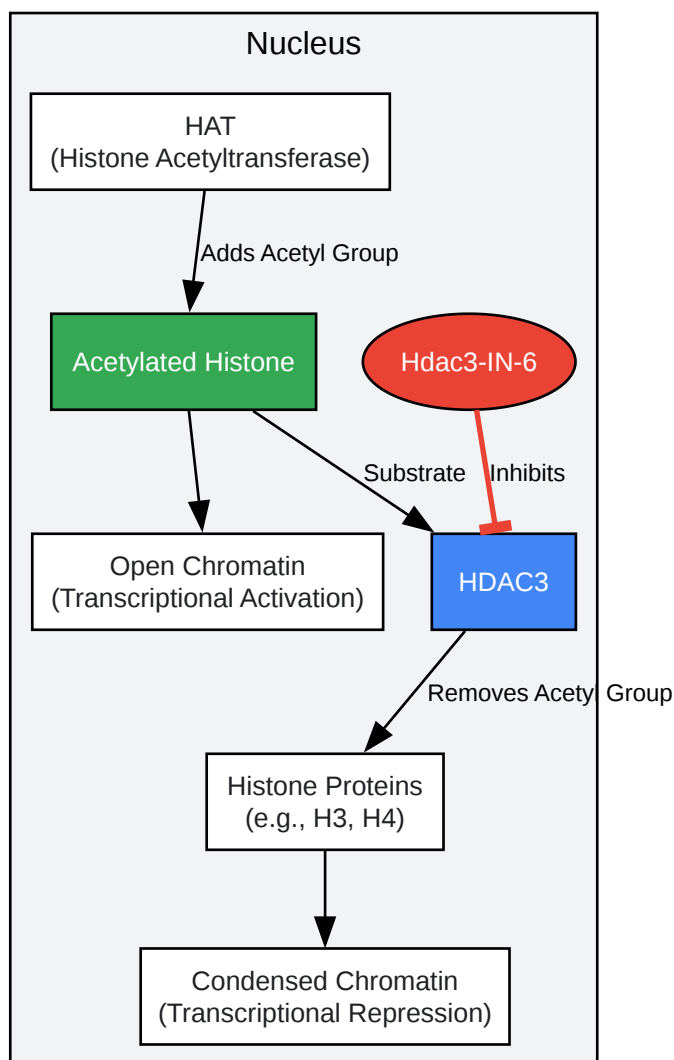 Nucleus
HAT
(Histone Acetyltransferase)
Adds Acetyl Group
Acetylated Histone
Hdac3-IN-6
Substrate
Inhibits
Open Chromatin
(Transcriptional Activation)
HDAC3
Removes Acetyl Group
Histone Proteins
(e.g., H3, H4)
Condensed Chromatin
(Transcriptional Repression)